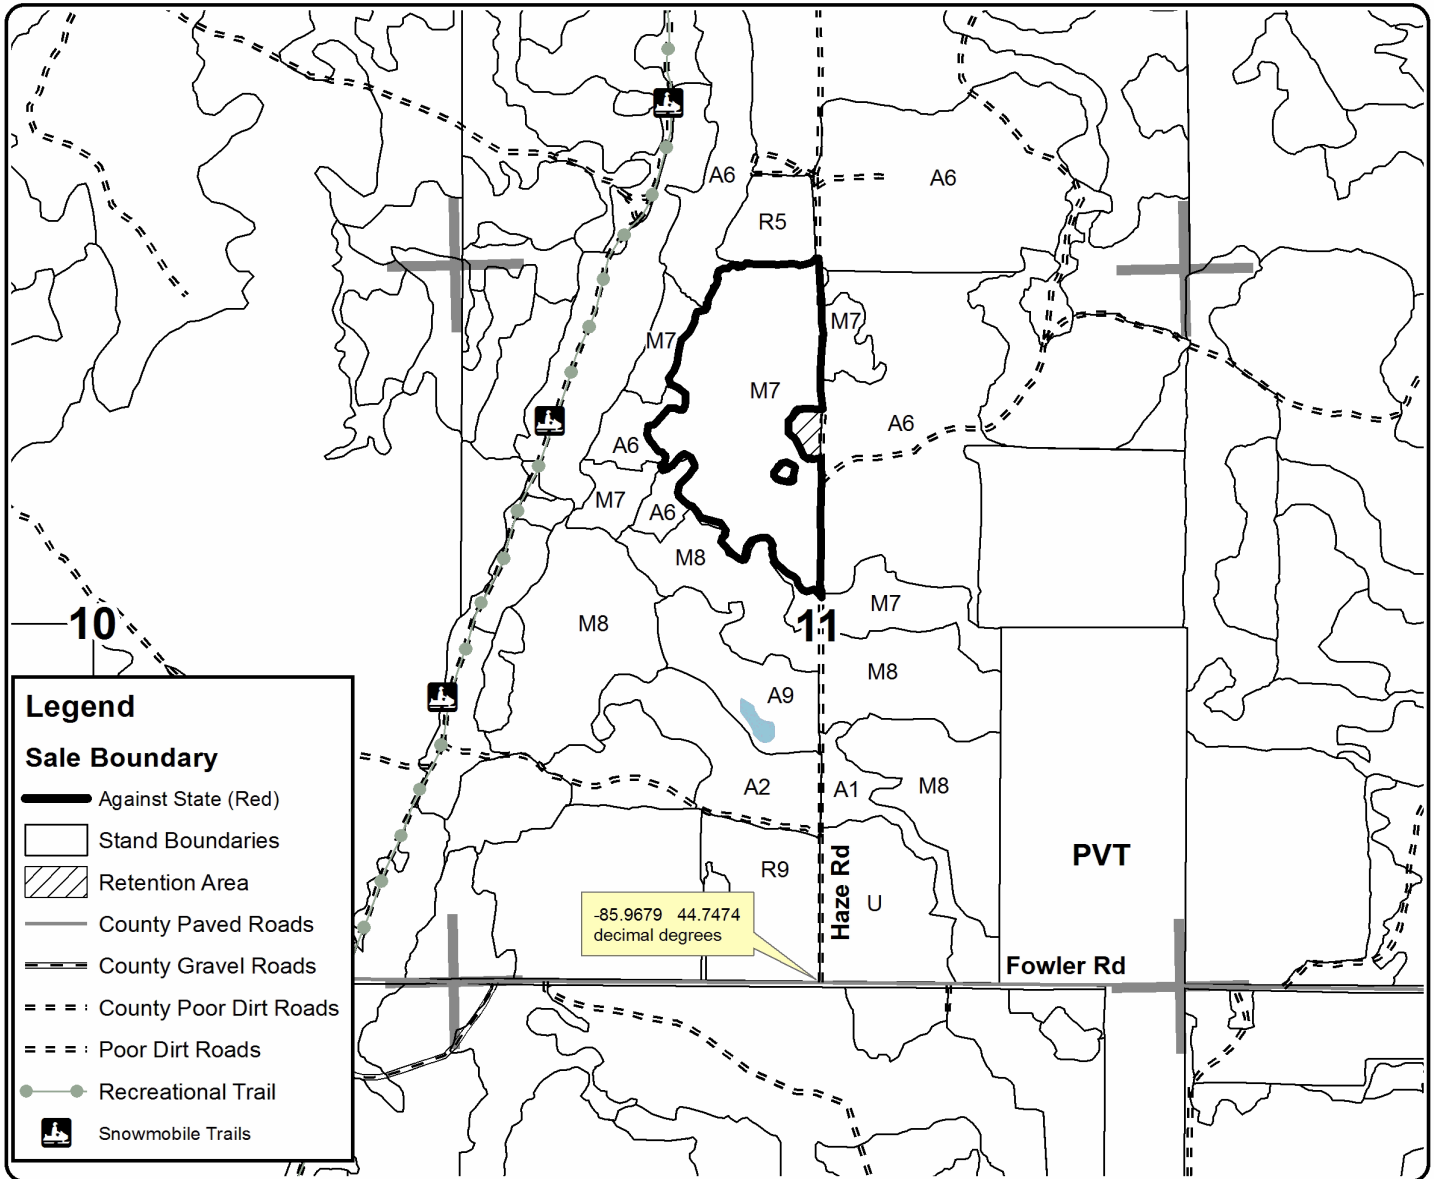 A6
A6
R5
M7
M7
M7
A6
A6
M7
A6
M8
M7
10
M8
11
M8
A9
A2
A1
M8
PVT
R9
Haze Rd
U
-85.9679 44.7474
decimal degrees
Fowler Rd
Legend
Sale Boundary
Against State (Red)
Stand Boundaries
Retention Area
County Paved Roads
County Gravel Roads
County Poor Dirt Roads
Poor Dirt Roads
Recreational Trail
Snowmobile Trails